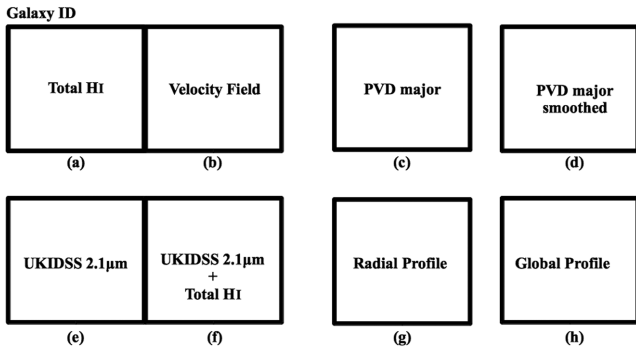 Galaxy ID
Total HI
Velocity Field
PVD major
PVD major
smoothed
(a)
(b)
(c)
(d)
UKIDSS 2.1μm
UKIDSS 2.1μm
+
Total HI
Radial Profile
Global Profile
(e)
(f)
(g)
(h)